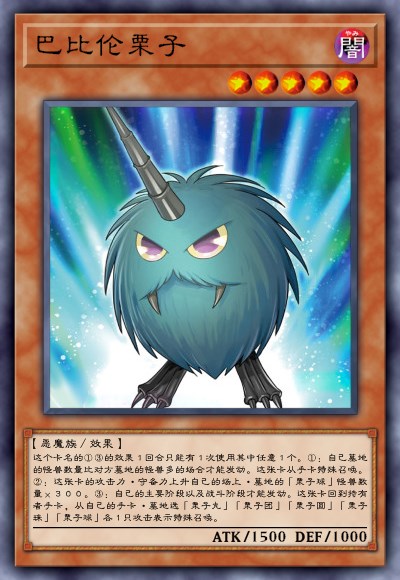 巴比伦栗子
やみ
闇
【恶魔族/效果】
这个卡名的①③的效果1回合只能有1次使用其中任意1个。①：自己墓地
的怪兽数量比对方墓地的怪兽多的场合才能发动。这张卡从手卡特殊召唤。
②：这张卡的攻击力·守备力上升自己的场上·墓地的「栗子球」怪兽数
量×300。③：自己的主要阶段以及战斗阶段才能发动。这张卡回到持有
者手卡，从自己的手卡·墓地选「栗子丸」「栗子团」「栗子圆」「栗子
珠」「栗子球」各1只攻击表示特殊召唤。
ATK/1500 DEF/1000